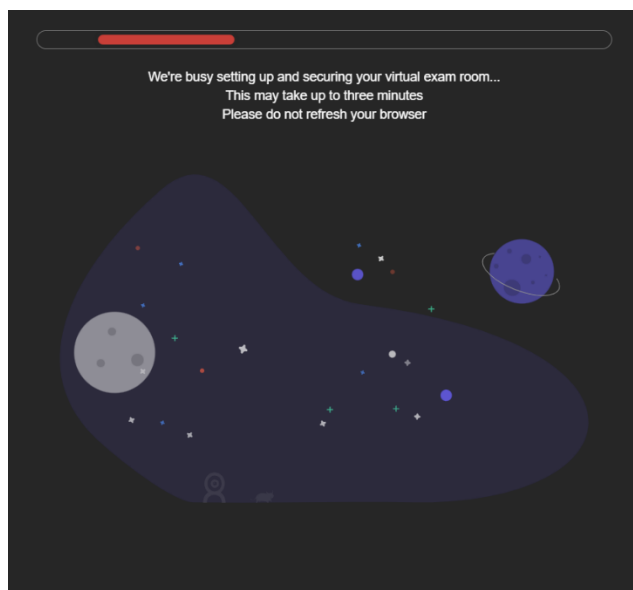 We're busy setting up and securing your virtual exam room...
This may take up to three minutes
Please do not refresh your browser